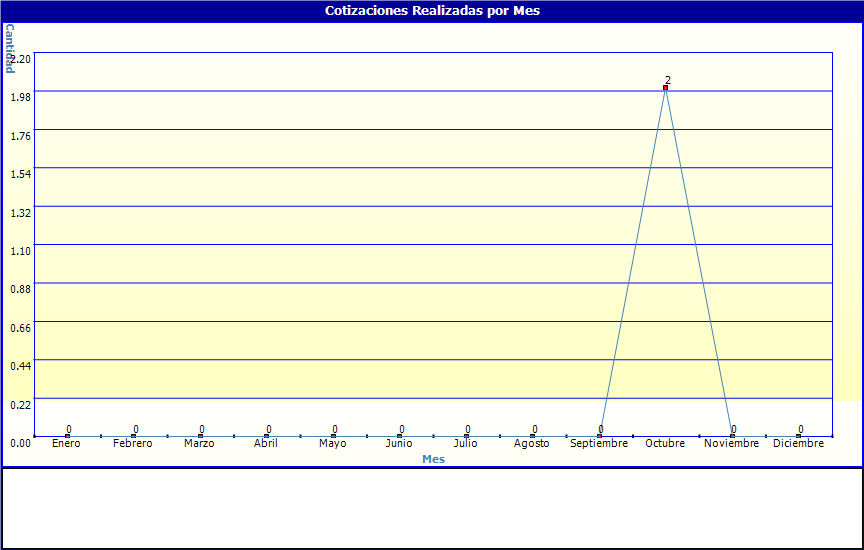 Cotizaciones Realizadas por Mes
Cantidad
2.20
1.98
1.76
1.54
1.32
1.10
0.88
0.66
0.44
0.22
0.00
0 0 0 0 0 0 0 0 0 2 0 0
Enero Febrero Marzo Abril Mayo Junio Julio Agosto Septiembre Octubre Noviembre Diciembre
Mes